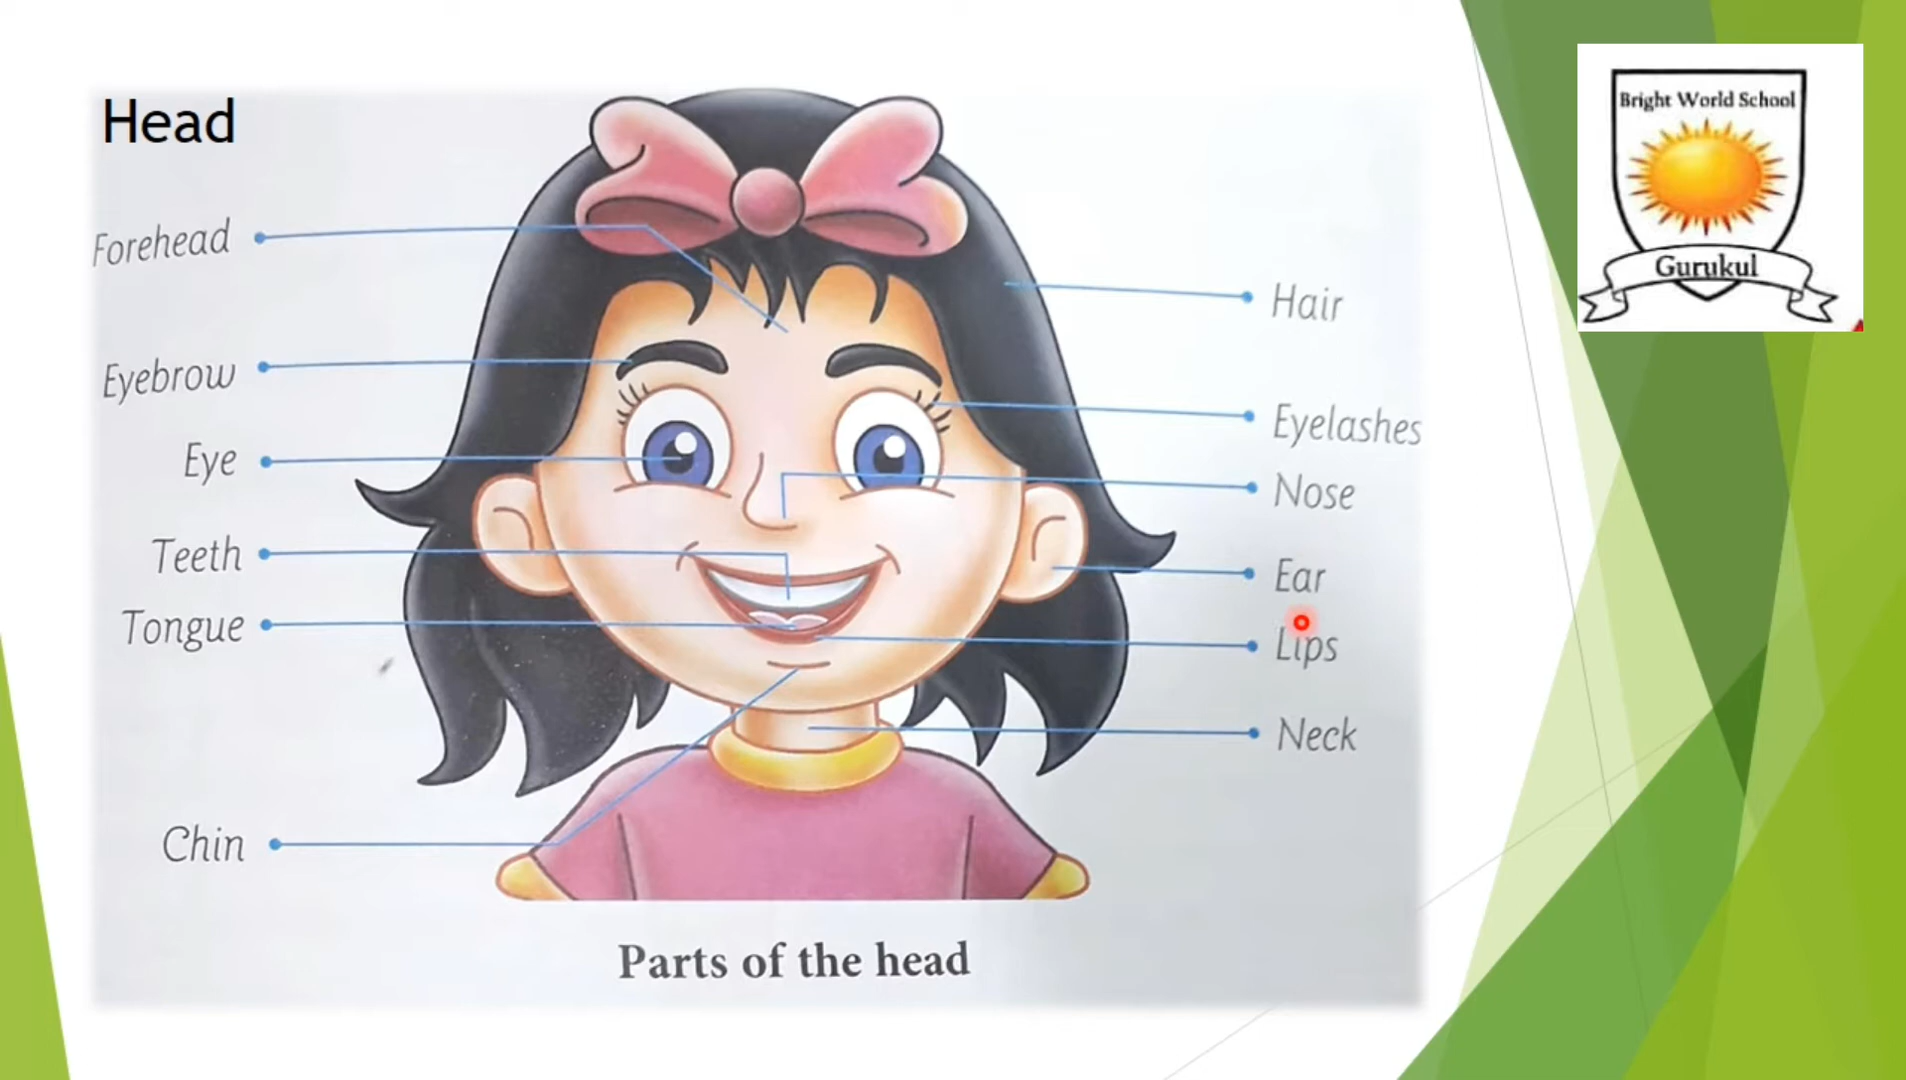 Head
Forehead
Eyebrow
Eye
Teeth
Tongue
Chin
Hair
Eyelashes
Nose
Ear
Lips
Neck
Parts of the head
Bright World School
Gurukul